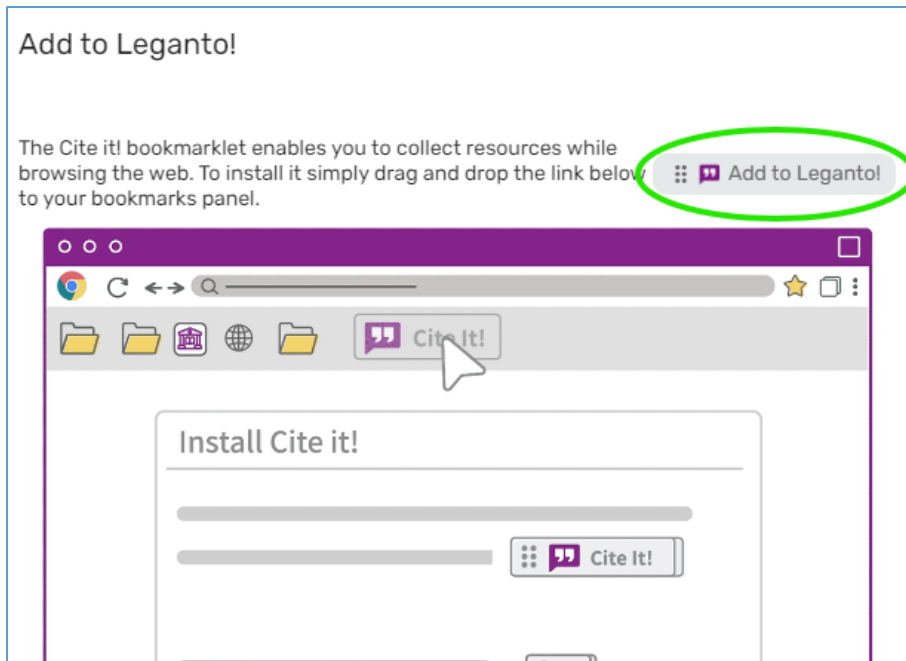 Add to Leganto!
The Cite it! bookmarklet enables you to collect resources while
browsing the web. To install it simply drag and drop the link below
to your bookmarks panel.
Add to Leganto!
Cite It!
Install Cite it!
Cite It!